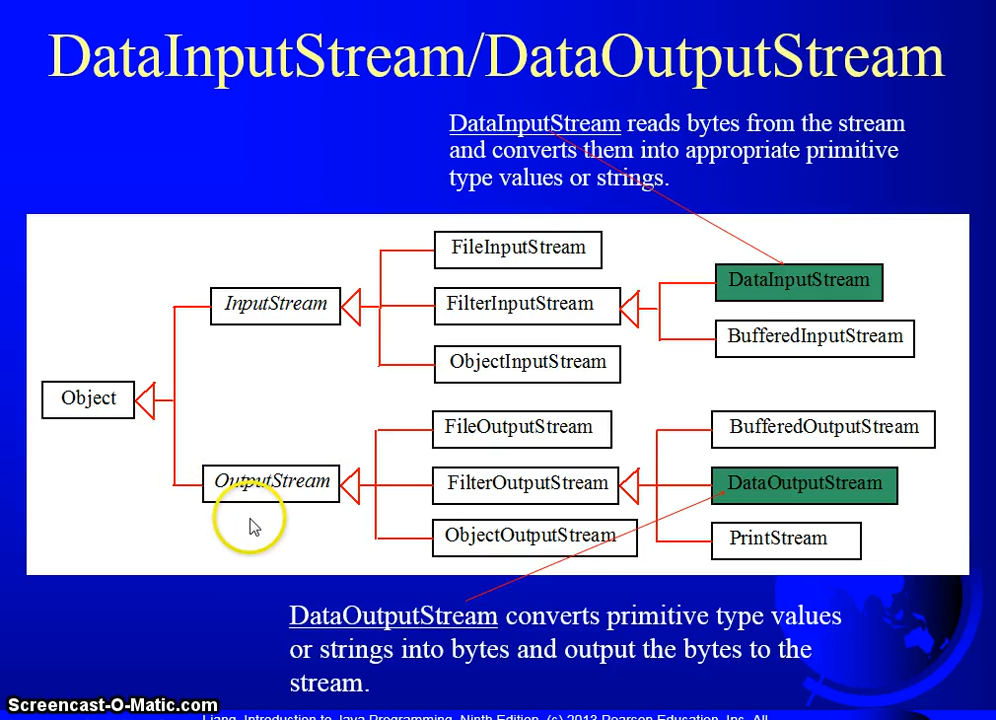 DataInputStream/DataOutputStream
DataInputStream reads bytes from the stream
and converts them into appropriate primitive
type values or strings.
FileInputStream
InputStream
FilterInputStream
DataInputStream
BufferedInputStream
ObjectInputStream
Object
FileOutputStream
BufferedOutputStream
OutputStream
FilterOutputStream
DataOutputStream
ObjectOutputStream
PrintStream
DataOutputStream converts primitive type values
or strings into bytes and output the bytes to the
stream.
Screencast-O-Matic.com
Liang, Introduction to Java Programming, Ninth Edition, (c) 2013 Pearson Education, Inc. All